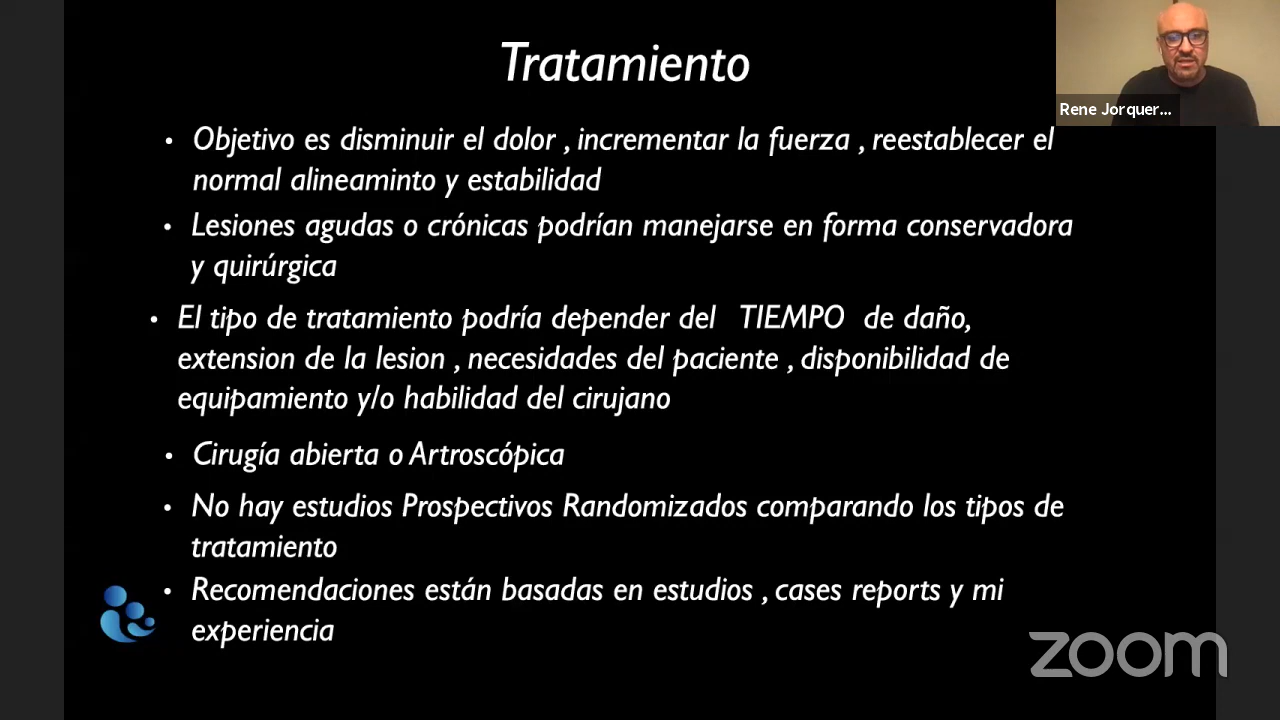 Tratamiento
Rene Jorquer...
• Objetivo es disminuir el dolor , incrementar la fuerza , reestablecer el
normal alineaminto y estabilidad
• Lesiones agudas o crónicas podrían manejarse en forma conservadora
y quirúrgica
• El tipo de tratamiento podría depender del TIEMPO de daño,
extension de la lesion , necesidades del paciente , disponibilidad de
equipamiento y/o habilidad del cirujano
• Cirugía abierta o Artroscópica
• No hay estudios Prospectivos Randomizados comparando los tipos de
tratamiento
• Recomendaciones están basadas en estudios , cases reports y mi
experiencia
zoom